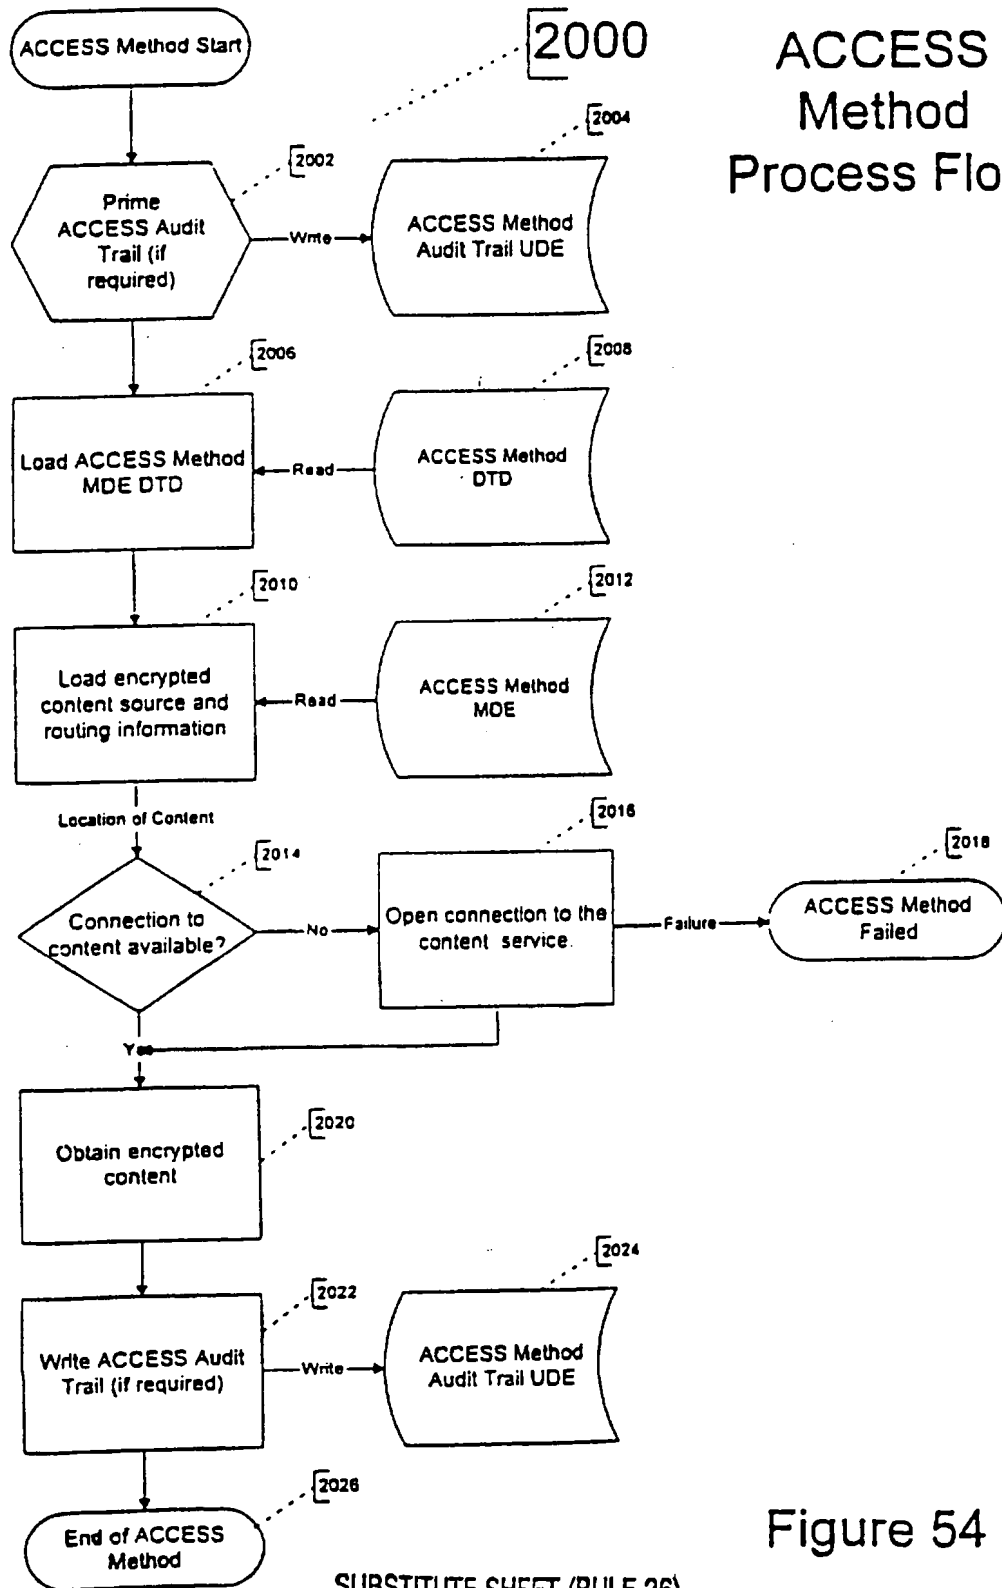 ACCESS Method Start
2000
ACCESS
Method
Process Flo
2002
2004
Prime
ACCESS Audit
Trail (if
required)
Write
ACCESS Method
Audit Trail UDE
2006
2008
Load ACCESS Method
MDE DTD
Read
ACCESS Method
DTD
2010
2012
Load encrypted
content source and
routing information
Read
ACCESS Method
MDE
Location of Content
2014
2016
2018
Connection to
content available?
No
Open connection to the
content service.
Failure
ACCESS Method
Failed
Y
2020
Obtain encrypted
content
2022
2024
Write ACCESS Audit
Trail (if required)
Write
ACCESS Method
Audit Trail UDE
2026
End of ACCESS
Method
Figure 54
SUBSTITUTE SHEET (RULE 26)